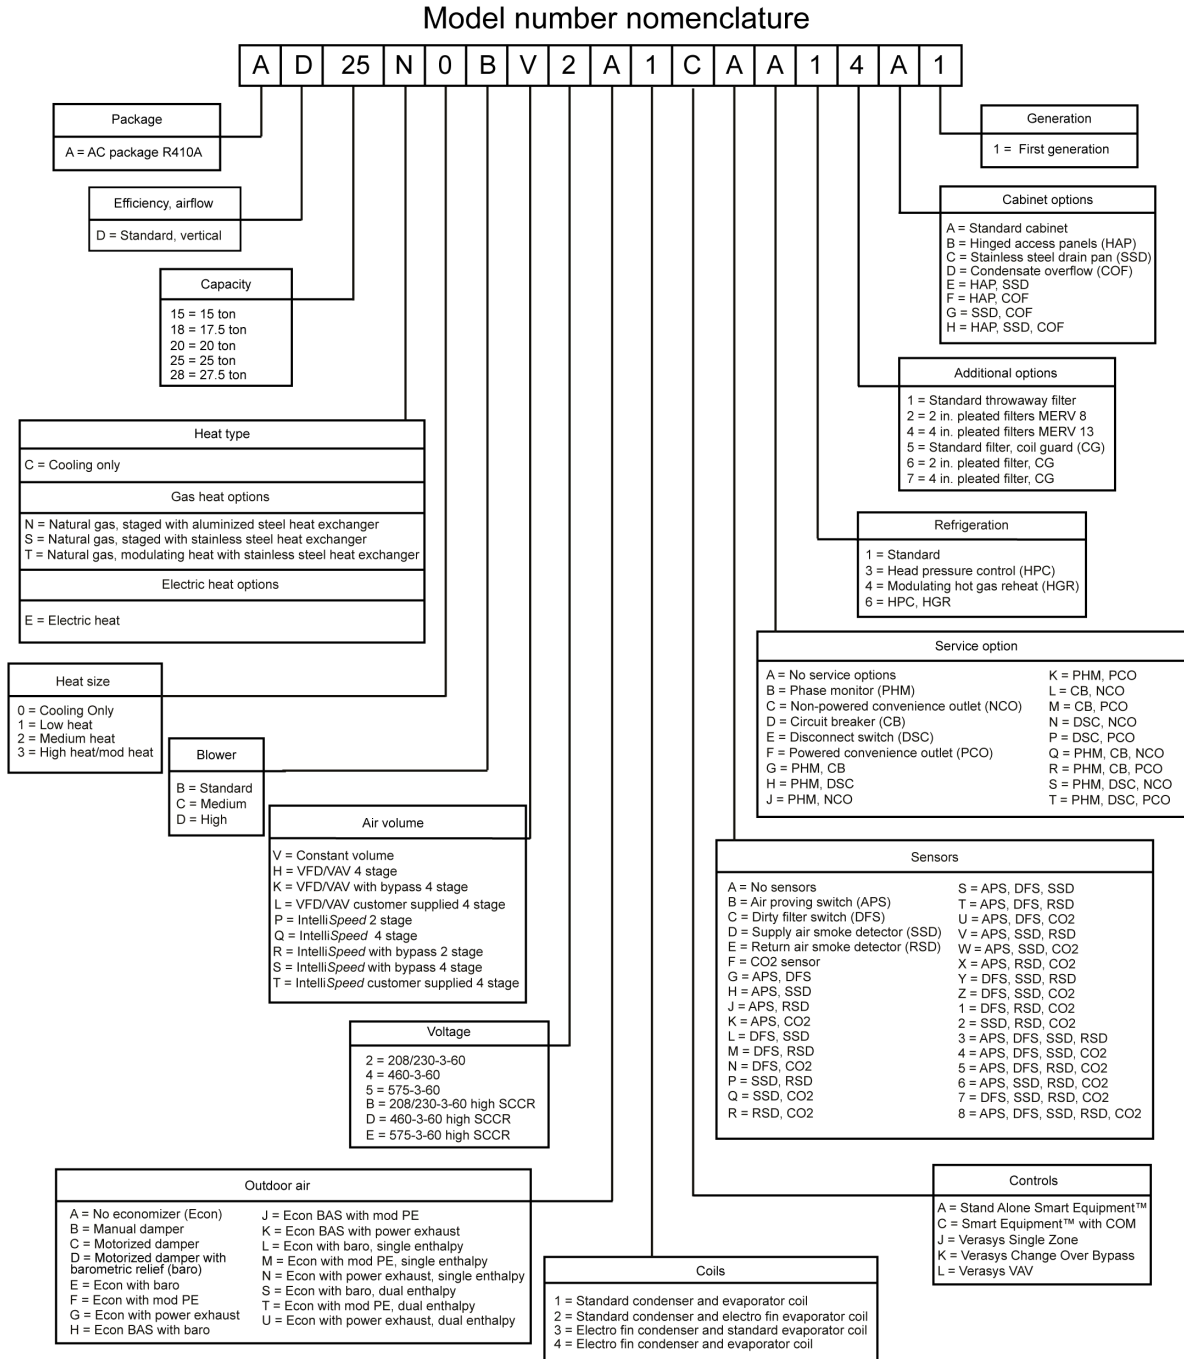 Model number nomenclature
A D 25 N 0 B V 2 A 1 C A A 1 4 A 1
Package
A = AC package R410A
Efficiency, airflow
D = Standard, vertical
Capacity
15 = 15 ton
18 = 17.5 ton
20 = 20 ton
25 = 25 ton
28 = 27.5 ton
Heat type
C = Cooling only
Gas heat options
N = Natural gas, staged with aluminized steel heat exchanger
S = Natural gas, staged with stainless steel heat exchanger
T = Natural gas, modulating heat with stainless steel heat exchanger
Electric heat options
E = Electric heat
Heat size
0 = Cooling Only
1 = Low heat
2 = Medium heat
3 = High heat/mod heat
Blower
B = Standard
C = Medium
D = High
Air volume
V = Constant volume
H = VFD/VAV 4 stage
K = VFD/VAV with bypass 4 stage
L = VFD/VAV customer supplied 4 stage
P = IntelliSpeed 2 stage
Q = IntelliSpeed 4 stage
R = IntelliSpeed with bypass 2 stage
S = IntelliSpeed with bypass 4 stage
T = IntelliSpeed customer supplied 4 stage
Voltage
2 = 208/230-3-60
4 = 460-3-60
5 = 575-3-60
B = 208/230-3-60 high SCCR
D = 460-3-60 high SCCR
E = 575-3-60 high SCCR
Outdoor air
A = No economizer (Econ)
B = Manual damper
C = Motorized damper
D = Motorized damper with
barometric relief (baro)
E = Econ with baro
F = Econ with mod PE
G = Econ with power exhaust
H = Econ BAS with baro
J = Econ BAS with mod PE
K = Econ BAS with power exhaust
L = Econ with baro, single enthalpy
M = Econ with mod PE, single enthalpy
N = Econ with power exhaust, single enthalpy
S = Econ with baro, dual enthalpy
T = Econ with mod PE, dual enthalpy
U = Econ with power exhaust, dual enthalpy
Coils
1 = Standard condenser and evaporator coil
2 = Standard condenser and electro fin evaporator coil
3 = Electro fin condenser and standard evaporator coil
4 = Electro fin condenser and evaporator coil
Controls
A = Stand Alone Smart Equipment™
C = Smart Equipment™ with COM
J = Verasys Single Zone
K = Verasys Change Over Bypass
L = Verasys VAV
Sensors
A = No sensors
B = Air proving switch (APS)
C = Dirty filter switch (DFS)
D = Supply air smoke detector (SSD)
E = Return air smoke detector (RSD)
F = CO2 sensor
G = APS, DFS
H = APS, SSD
J = APS, RSD
K = APS, CO2
L = DFS, SSD
M = DFS, RSD
N = DFS, CO2
P = SSD, RSD
Q = SSD, CO2
R = RSD, CO2
S = APS, DFS, SSD
T = APS, DFS, RSD
U = APS, DFS, CO2
V = APS, SSD, RSD
W = APS, SSD, CO2
X = APS, RSD, CO2
Y = DFS, SSD, RSD
Z = DFS, SSD, CO2
1 = DFS, RSD, CO2
2 = SSD, RSD, CO2
3 = APS, DFS, SSD, RSD
4 = APS, DFS, SSD, CO2
5 = APS, DFS, RSD, CO2
6 = APS, SSD, RSD, CO2
7 = DFS, SSD, RSD, CO2
8 = APS, DFS, SSD, RSD, CO2
Service option
A = No service options
B = Phase monitor (PHM)
C = Non-powered convenience outlet (NCO)
D = Circuit breaker (CB)
E = Disconnect switch (DSC)
F = Powered convenience outlet (PCO)
G = PHM, CB
H = PHM, DSC
J = PHM, NCO
K = PHM, PCO
L = CB, NCO
M = CB, PCO
N = DSC, NCO
P = DSC, PCO
Q = PHM, CB, NCO
R = PHM, CB, PCO
S = PHM, DSC, NCO
T = PHM, DSC, PCO
Refrigeration
1 = Standard
3 = Head pressure control (HPC)
4 = Modulating hot gas reheat (HGR)
6 = HPC, HGR
Additional options
1 = Standard throwaway filter
2 = 2 in. pleated filters MERV 8
4 = 4 in. pleated filters MERV 13
5 = Standard filter, coil guard (CG)
6 = 2 in. pleated filter, CG
7 = 4 in. pleated filter, CG
Cabinet options
A = Standard cabinet
B = Hinged access panels (HAP)
C = Stainless steel drain pan (SSD)
D = Condensate overflow (COF)
E = HAP, SSD
F = HAP, COF
G = SSD, COF
H = HAP, SSD, COF
Generation
1 = First generation